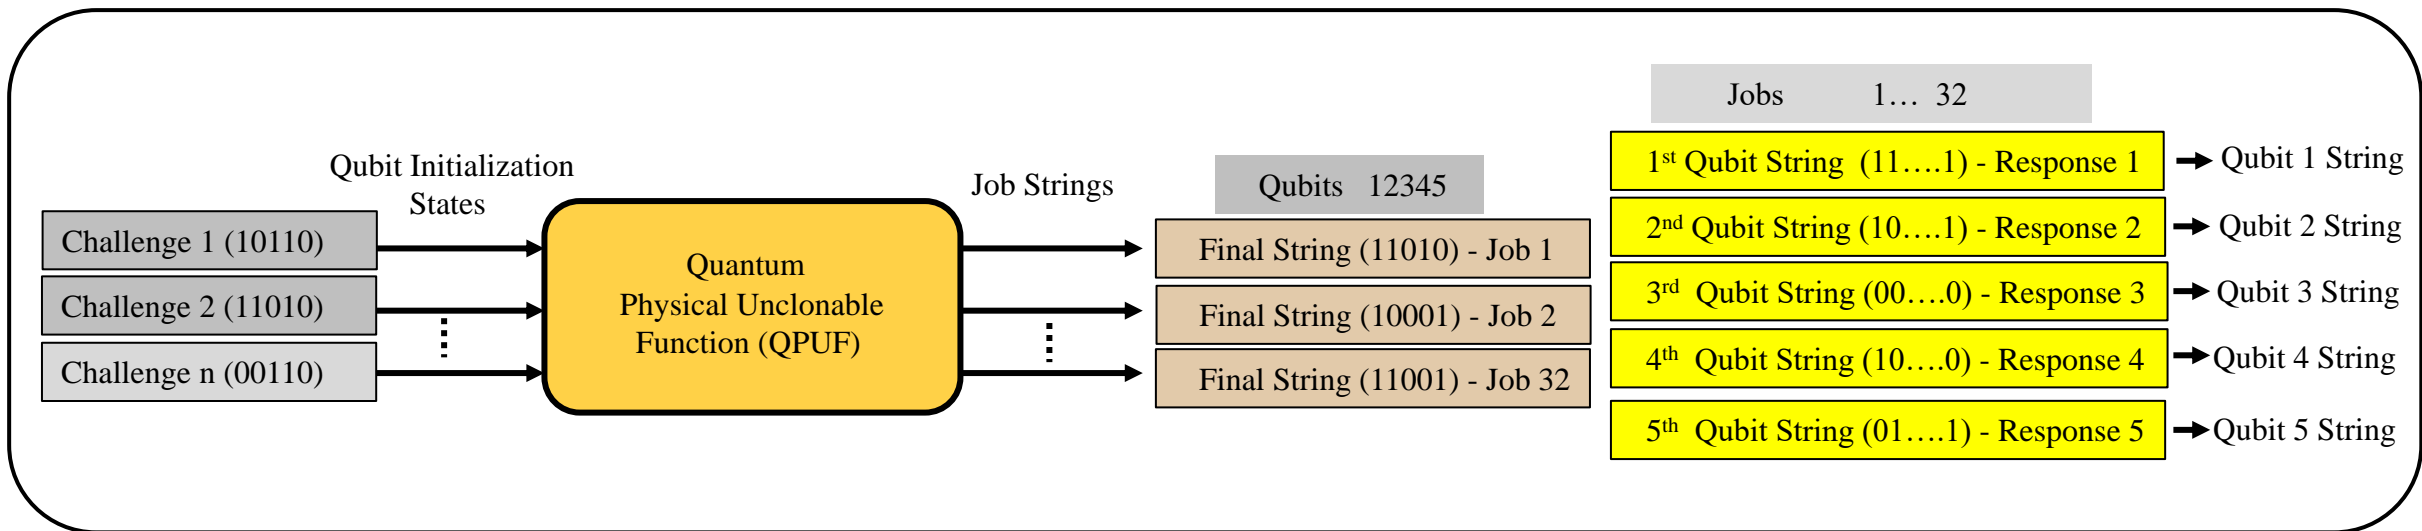 Qubit Initialization
States
Challenge 1 (10110)
Challenge 2 (11010)
Challenge n (00110)
Quantum
Physical Unclonable
Function (QPUF)
Job Strings
Qubits 12345
Final String (11010) - Job 1
Final String (10001) - Job 2
Final String (11001) - Job 32
Jobs 1… 32
1st Qubit String (11….1) - Response 1
Qubit 1 String
2nd Qubit String (10….1) - Response 2
Qubit 2 String
3rd Qubit String (00….0) - Response 3
Qubit 3 String
4th Qubit String (10….0) - Response 4
Qubit 4 String
5th Qubit String (01….1) - Response 5
Qubit 5 String